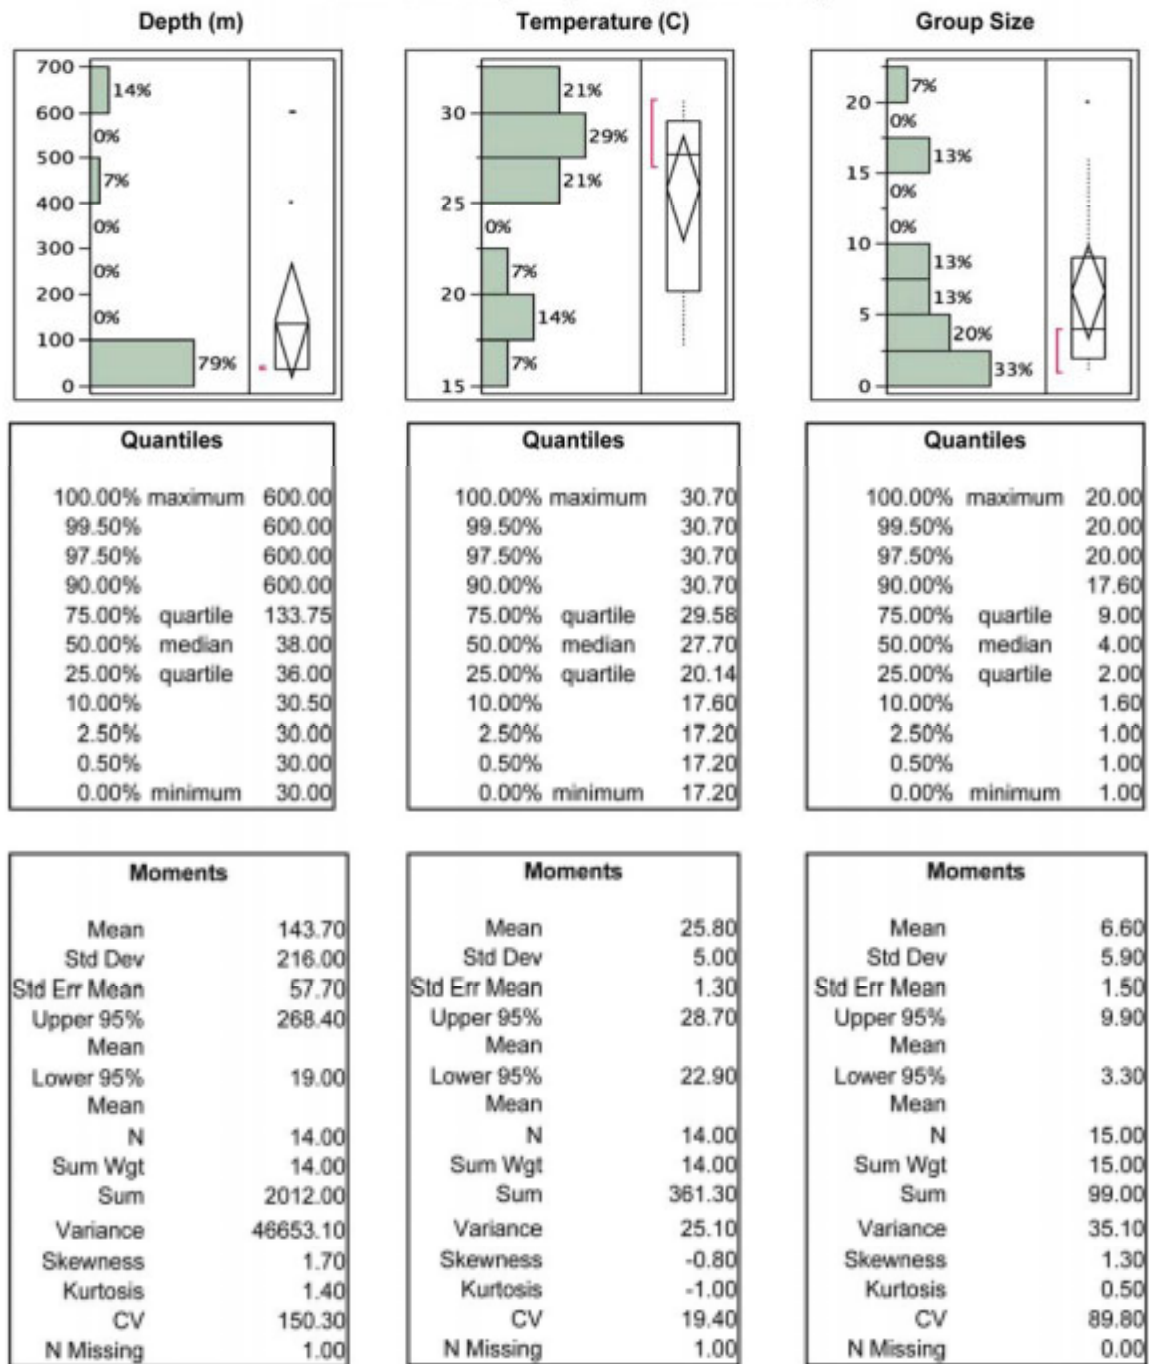 Depth (m)
700
600
500
400
300
200
100
0
14%
0%
7%
0%
0%
0%
79%
Temperature (C)
30
25
20
15
21%
29%
21%
0%
7%
14%
7%
Group Size
20
15
10
5
0
7%
0%
13%
0%
0%
13%
13%
20%
33%
Quantiles
100.00% maximum 600.00
99.50% 600.00
97.50% 600.00
90.00% 600.00
75.00% quartile 133.75
50.00% median 38.00
25.00% quartile 36.00
10.00% 30.50
2.50% 30.00
0.50% 30.00
0.00% minimum 30.00
Quantiles
100.00% maximum 30.70
99.50% 30.70
97.50% 30.70
90.00% 30.70
75.00% quartile 29.58
50.00% median 27.70
25.00% quartile 20.14
10.00% 17.60
2.50% 17.20
0.50% 17.20
0.00% minimum 17.20
Quantiles
100.00% maximum 20.00
99.50% 20.00
97.50% 20.00
90.00% 17.60
75.00% quartile 9.00
50.00% median 4.00
25.00% quartile 2.00
10.00% 1.60
2.50% 1.00
0.50% 1.00
0.00% minimum 1.00
Moments
Mean 143.70
Std Dev 216.00
Std Err Mean 57.70
Upper 95% 268.40
Mean
Lower 95% 19.00
Mean
N 14.00
Sum Wgt 14.00
Sum 2012.00
Variance 46653.10
Skewness 1.70
Kurtosis 1.40
CV 150.30
N Missing 1.00
Moments
Mean 25.80
Std Dev 5.00
Std Err Mean 1.30
Upper 95% 28.70
Mean
Lower 95% 22.90
Mean
N 14.00
Sum Wgt 14.00
Sum 361.30
Variance 25.10
Skewness -0.80
Kurtosis -1.00
CV 19.40
N Missing 1.00
Moments
Mean 6.60
Std Dev 5.90
Std Err Mean 1.50
Upper 95% 9.90
Mean
Lower 95% 3.30
Mean
N 15.00
Sum Wgt 15.00
Sum 99.00
Variance 35.10
Skewness 1.30
Kurtosis 0.50
CV 89.80
N Missing 0.00